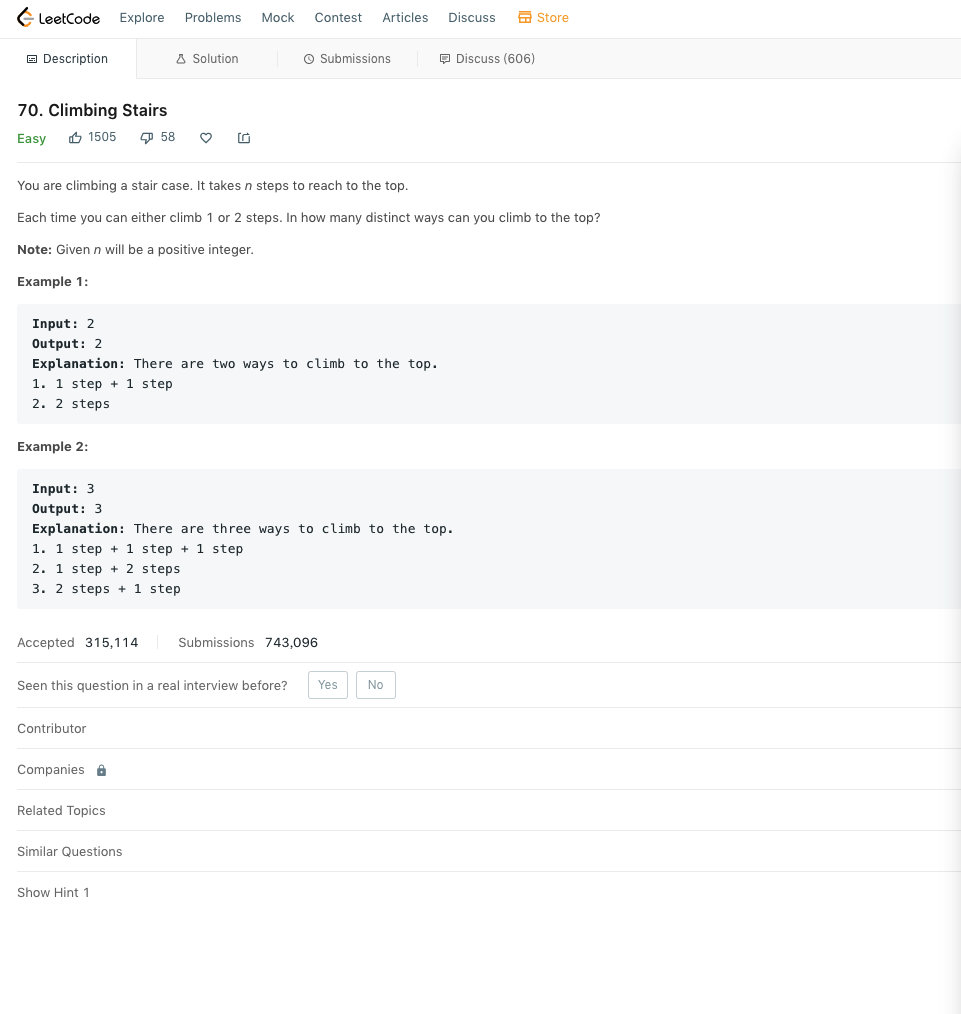 LeetCode Explore Problems Mock Contest Articles Discuss Store
Description Solution Submissions Discuss (606)
70. Climbing Stairs
Easy 1505 58
You are climbing a stair case. It takes n steps to reach to the top.
Each time you can either climb 1 or 2 steps. In how many distinct ways can you climb to the top?
Note: Given n will be a positive integer.
Example 1:
Input: 2
Output: 2
Explanation: There are two ways to climb to the top.
1. 1 step + 1 step
2. 2 steps
Example 2:
Input: 3
Output: 3
Explanation: There are three ways to climb to the top.
1. 1 step + 1 step + 1 step
2. 1 step + 2 steps
3. 2 steps + 1 step
Accepted 315,114 Submissions 743,096
Seen this question in a real interview before? Yes No
Contributor
Companies
Related Topics
Similar Questions
Show Hint 1